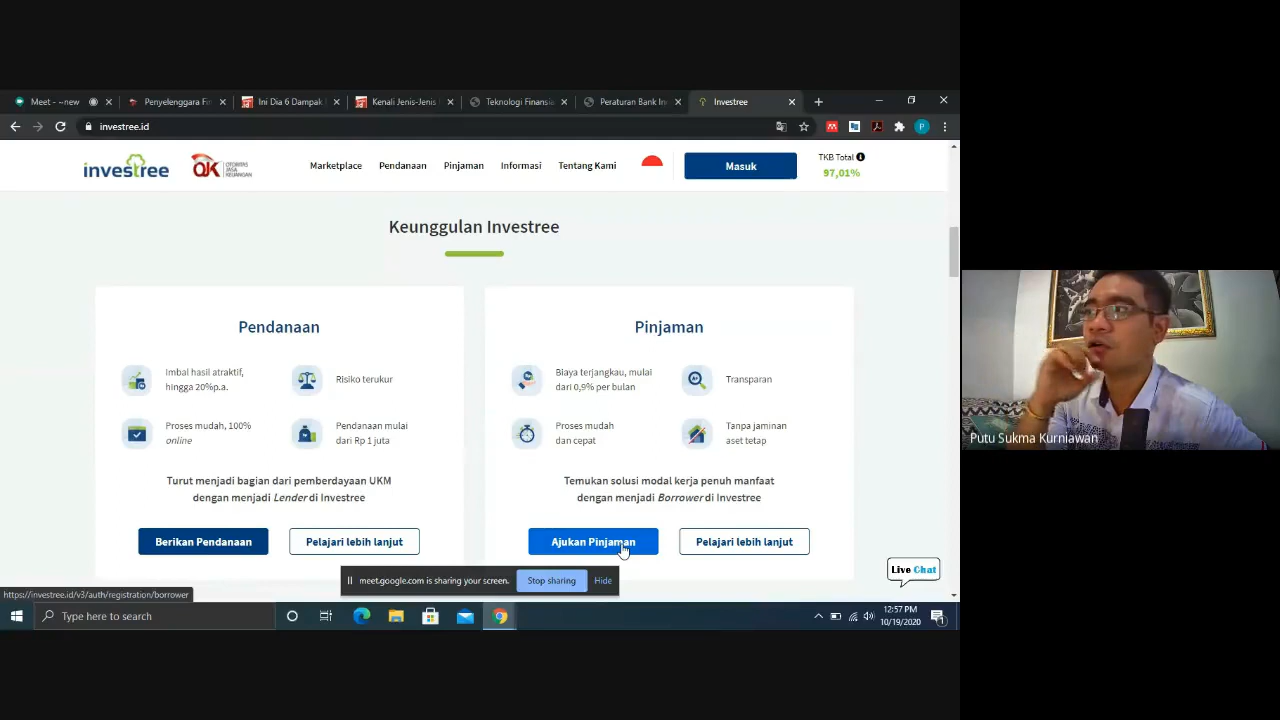 Meet - ~new
Penyelenggara Fin
Ini Dia 6 Dampak
Kenali Jenis-Jenis
Teknologi Finansia
Peraturan Bank In
Investree
investree.id
investree
OJK
OTORITAS
JASA
KEUANGAN
Marketplace
Pendanaan
Pinjaman
Informasi
Tentang Kami
Masuk
TKB Total
97,01%
Keunggulan Investree
Pendanaan
Imbal hasil atraktif,
hingga 20%p.a.
Risiko terukur
Proses mudah, 100%
online
Pendanaan mulai
dari Rp 1 juta
Turut menjadi bagian dari pemberdayaan UKM
dengan menjadi Lender di Investree
Berikan Pendanaan
Pelajari lebih lanjut
Pinjaman
Biaya terjangkau, mulai
dari 0,9% per bulan
Transparan
Proses mudah
dan cepat
Tanpa jaminan
aset tetap
Temukan solusi modal kerja penuh manfaat
dengan menjadi Borrower di Investree
Ajukan Pinjaman
Pelajari lebih lanjut
Live Chat
meet.google.com is sharing your screen.
Stop sharing
Hide
https://investree.id/v3/auth/registration/borrower
Type here to search
12:57 PM
10/19/2020
Putu Sukma Kurniawan